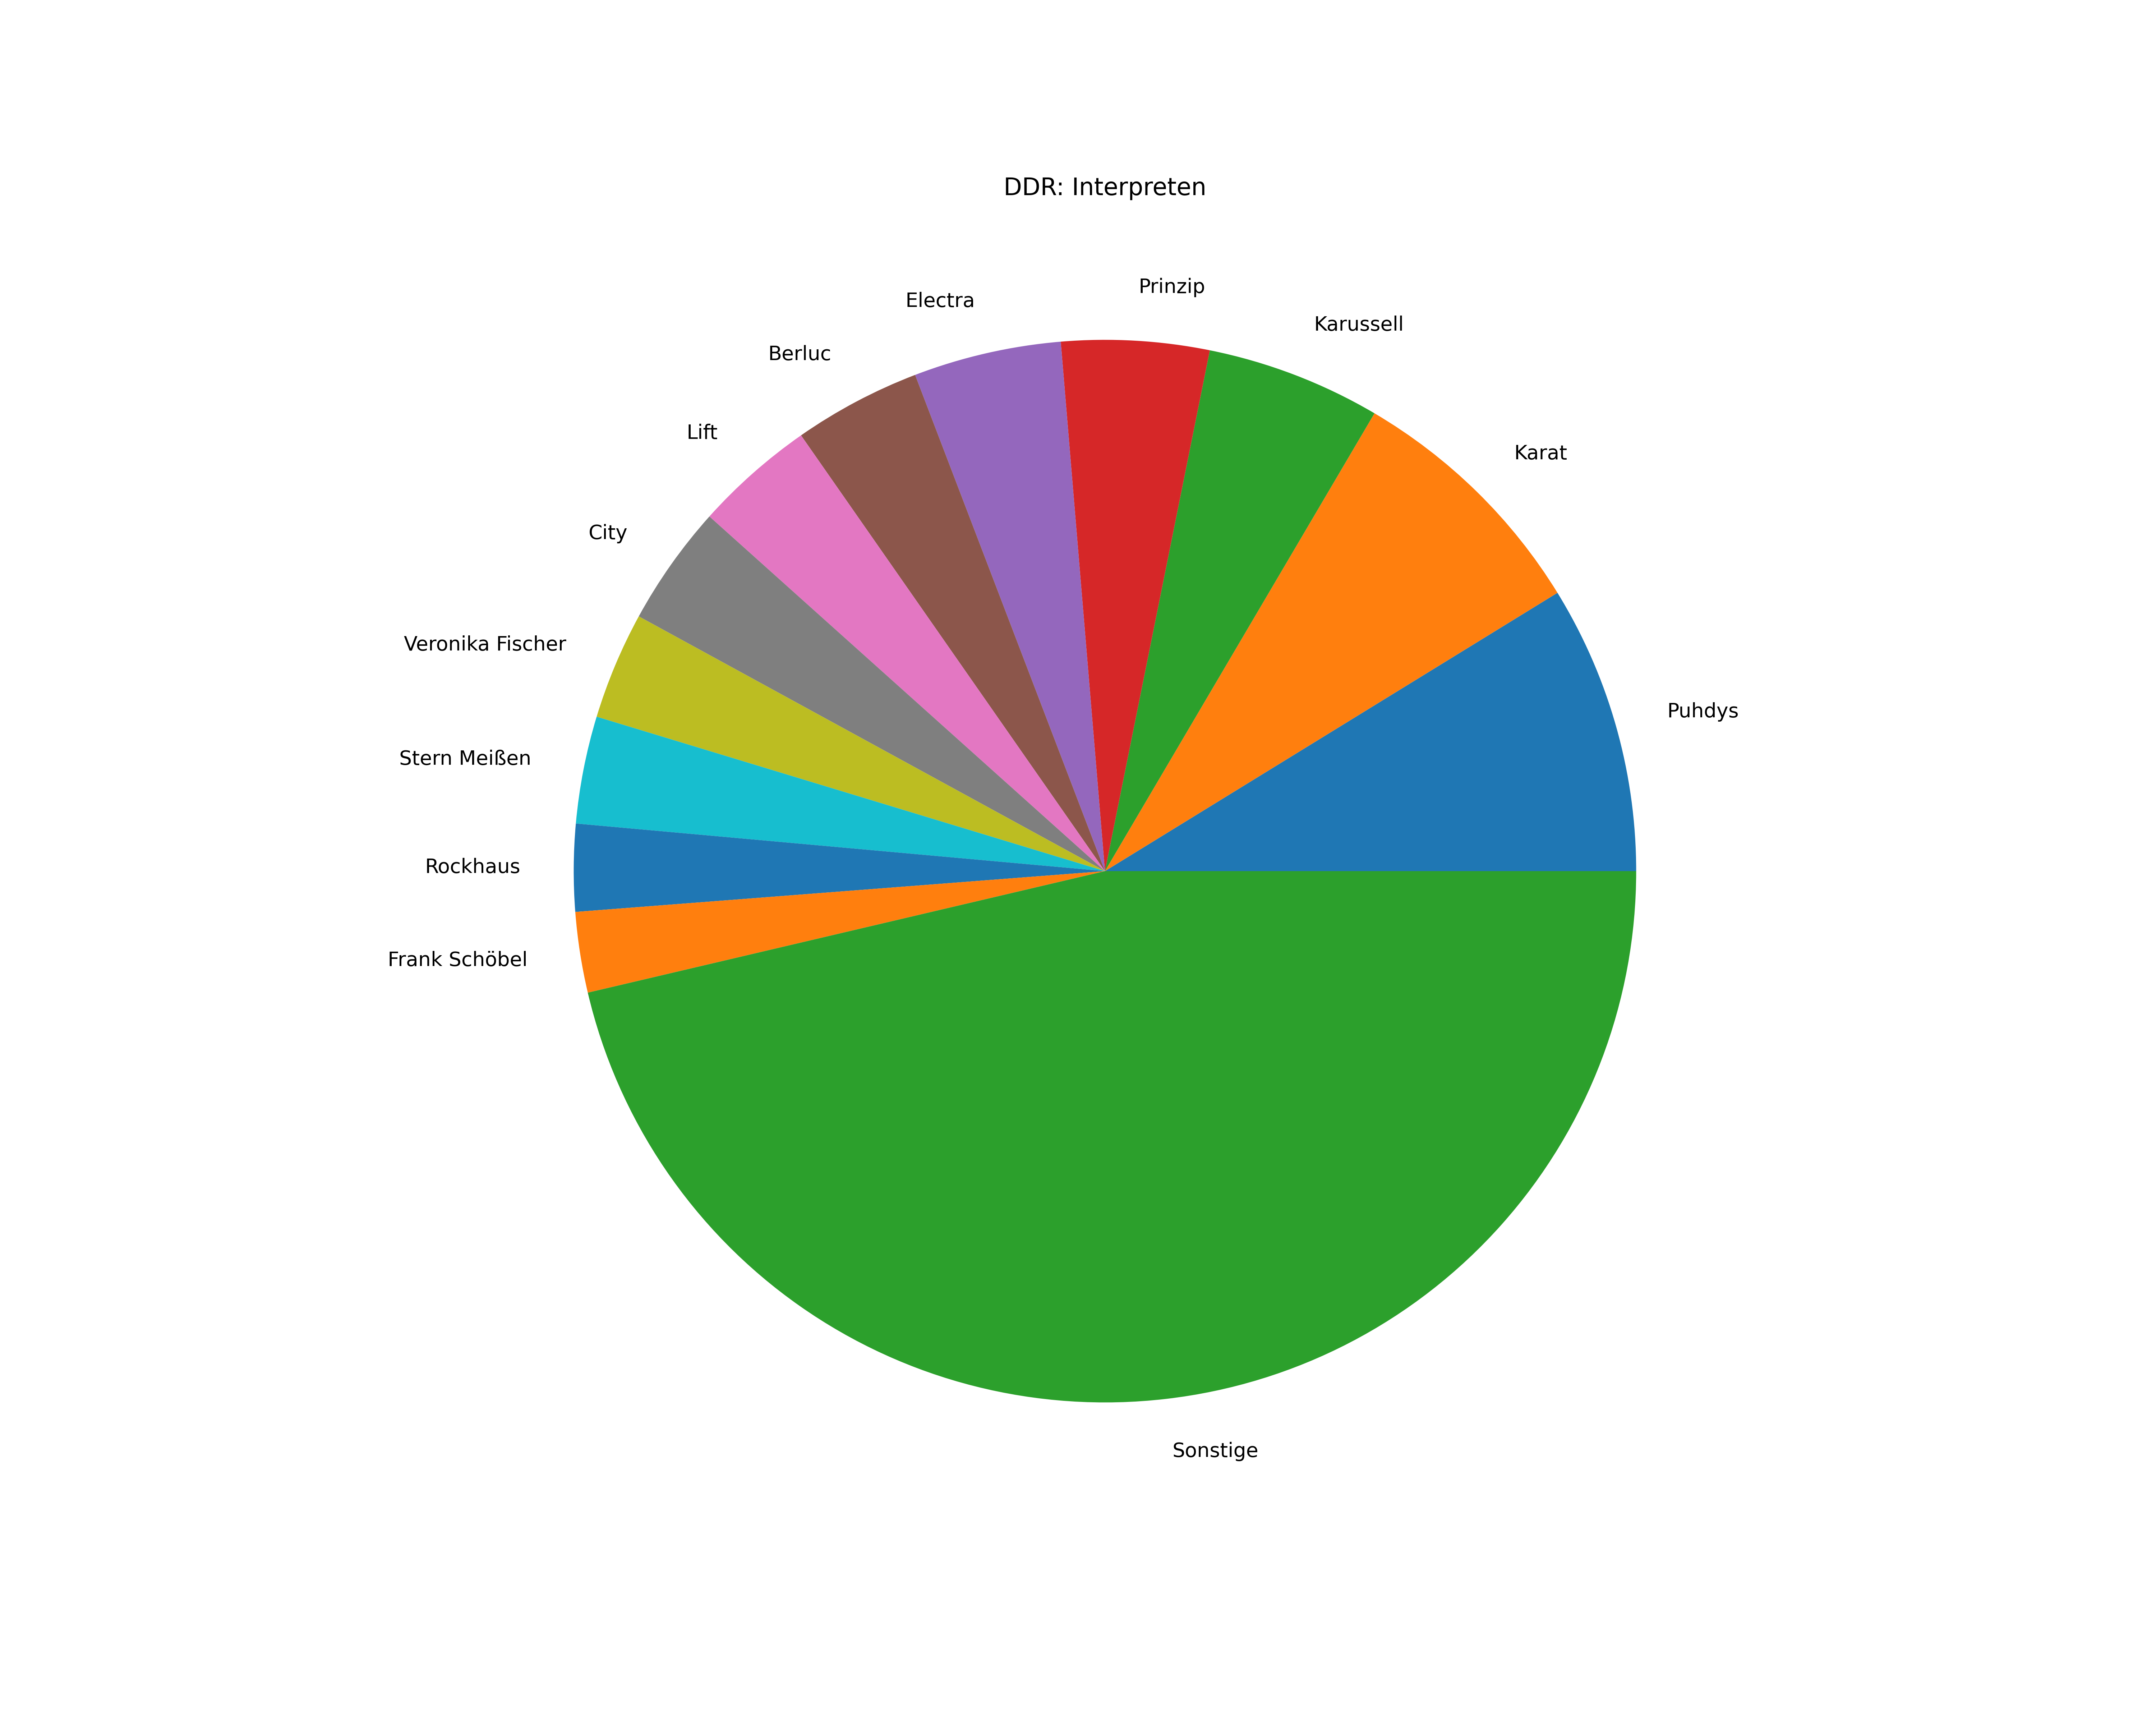 DDR: Interpreten
Prinzip
Electra
Karussell
Berluc
Lift
Karat
City
Veronika Fischer
Puhdys
Stern Meißen
Rockhaus
Frank Schöbel
Sonstige